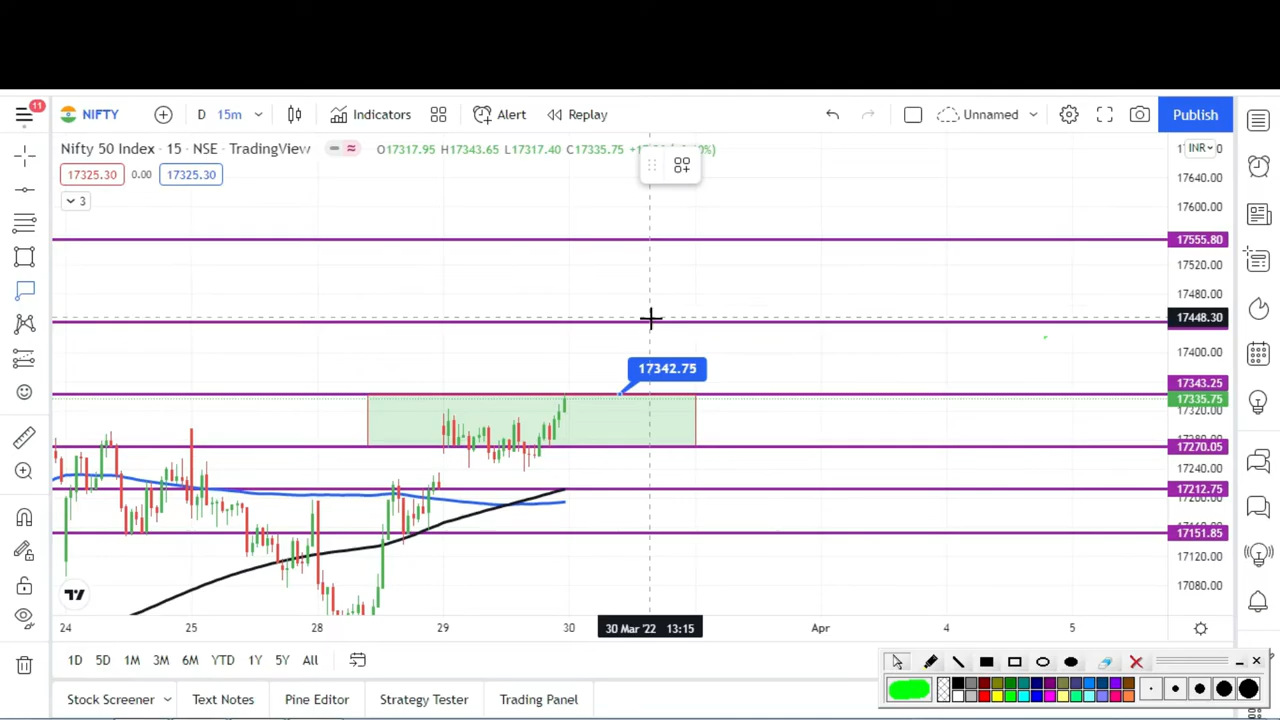 11
NIFTY
D
15m
Indicators
Alert
Replay
Unnamed
Publish
Nifty 50 Index · 15 · NSE · TradingView
O17317.95 H17343.65 L17317.40 C17335.75
INR
17325.30
0.00
17325.30
3
17640.00
17600.00
17555.80
17520.00
17480.00
17448.30
17400.00
17342.75
17343.25
17335.75
17320.00
17270.05
17240.00
17212.75
17151.85
17120.00
17080.00
24
25
28
29
30
30 Mar '22 13:15
Apr
4
5
1D
5D
1M
3M
6M
YTD
1Y
5Y
All
Stock Screener
Text Notes
Pine Editor
Strategy Tester
Trading Panel